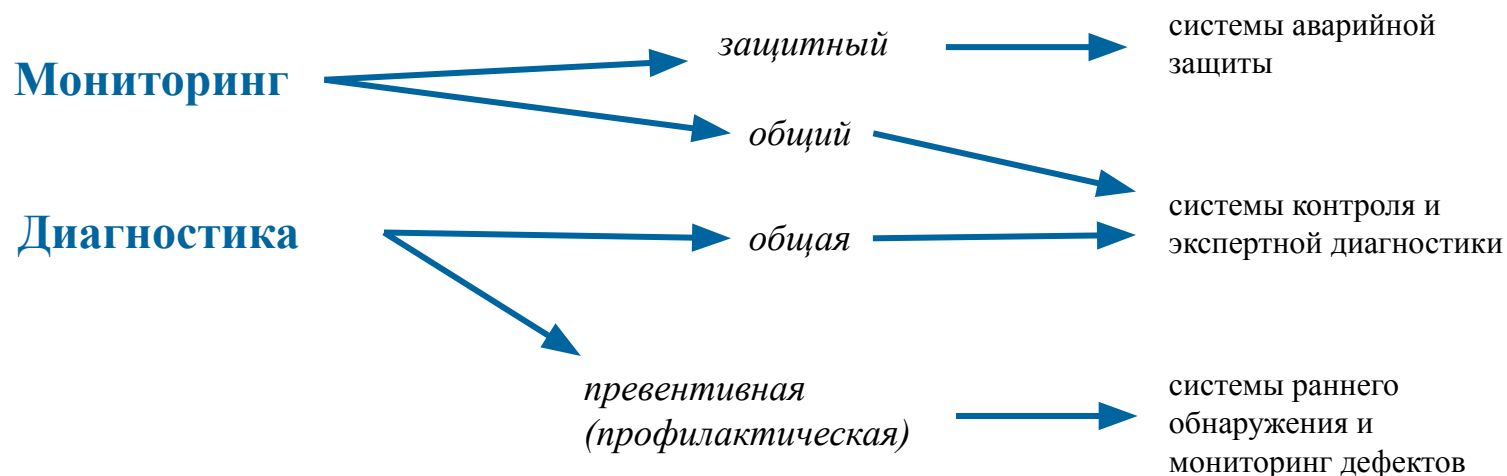 Мониторинг
защитный
системы аварийной
защиты
общий
Диагностика
общая
системы контроля и
экспертной диагностики
превентивная
(профилактическая)
системы раннего
обнаружения и
мониторинг дефектов